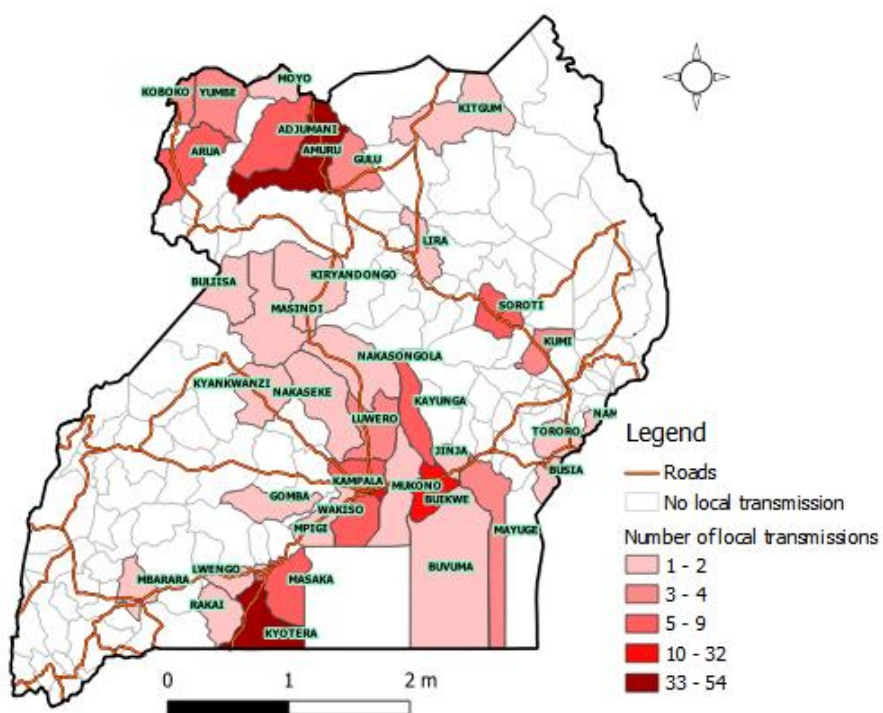 MOYO
KOBOKO
YUMBE
KITGUM
ADJUMANI
ARUA
AMURU
GULU
LIRA
BULIISA
KIRYANDONGO
MASINDI
SOROTI
KUMI
NAKASONGOLA
KYANKWANZI
NAKASEKE
KAYUNGA
LUWERO
NAM
TORORO
JINJA
BUSIA
KAMPALA
MUKONO
GOMBA
BUIKWE
WAKISO
MPIGI
MAYUGE
LWENGO
BUVUMA
MBARARA
MASAKA
RAKAI
KYOTERA
Legend
Roads
No local transmission
Number of local transmissions
1 - 2
3 - 4
5 - 9
10 - 32
33 - 54
0 1 2 m